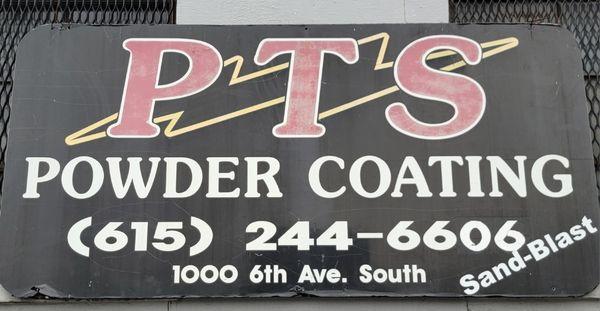 PTS
POWDER COATING
(615) 244-6606
1000 6th Ave. South
Sand-Blast